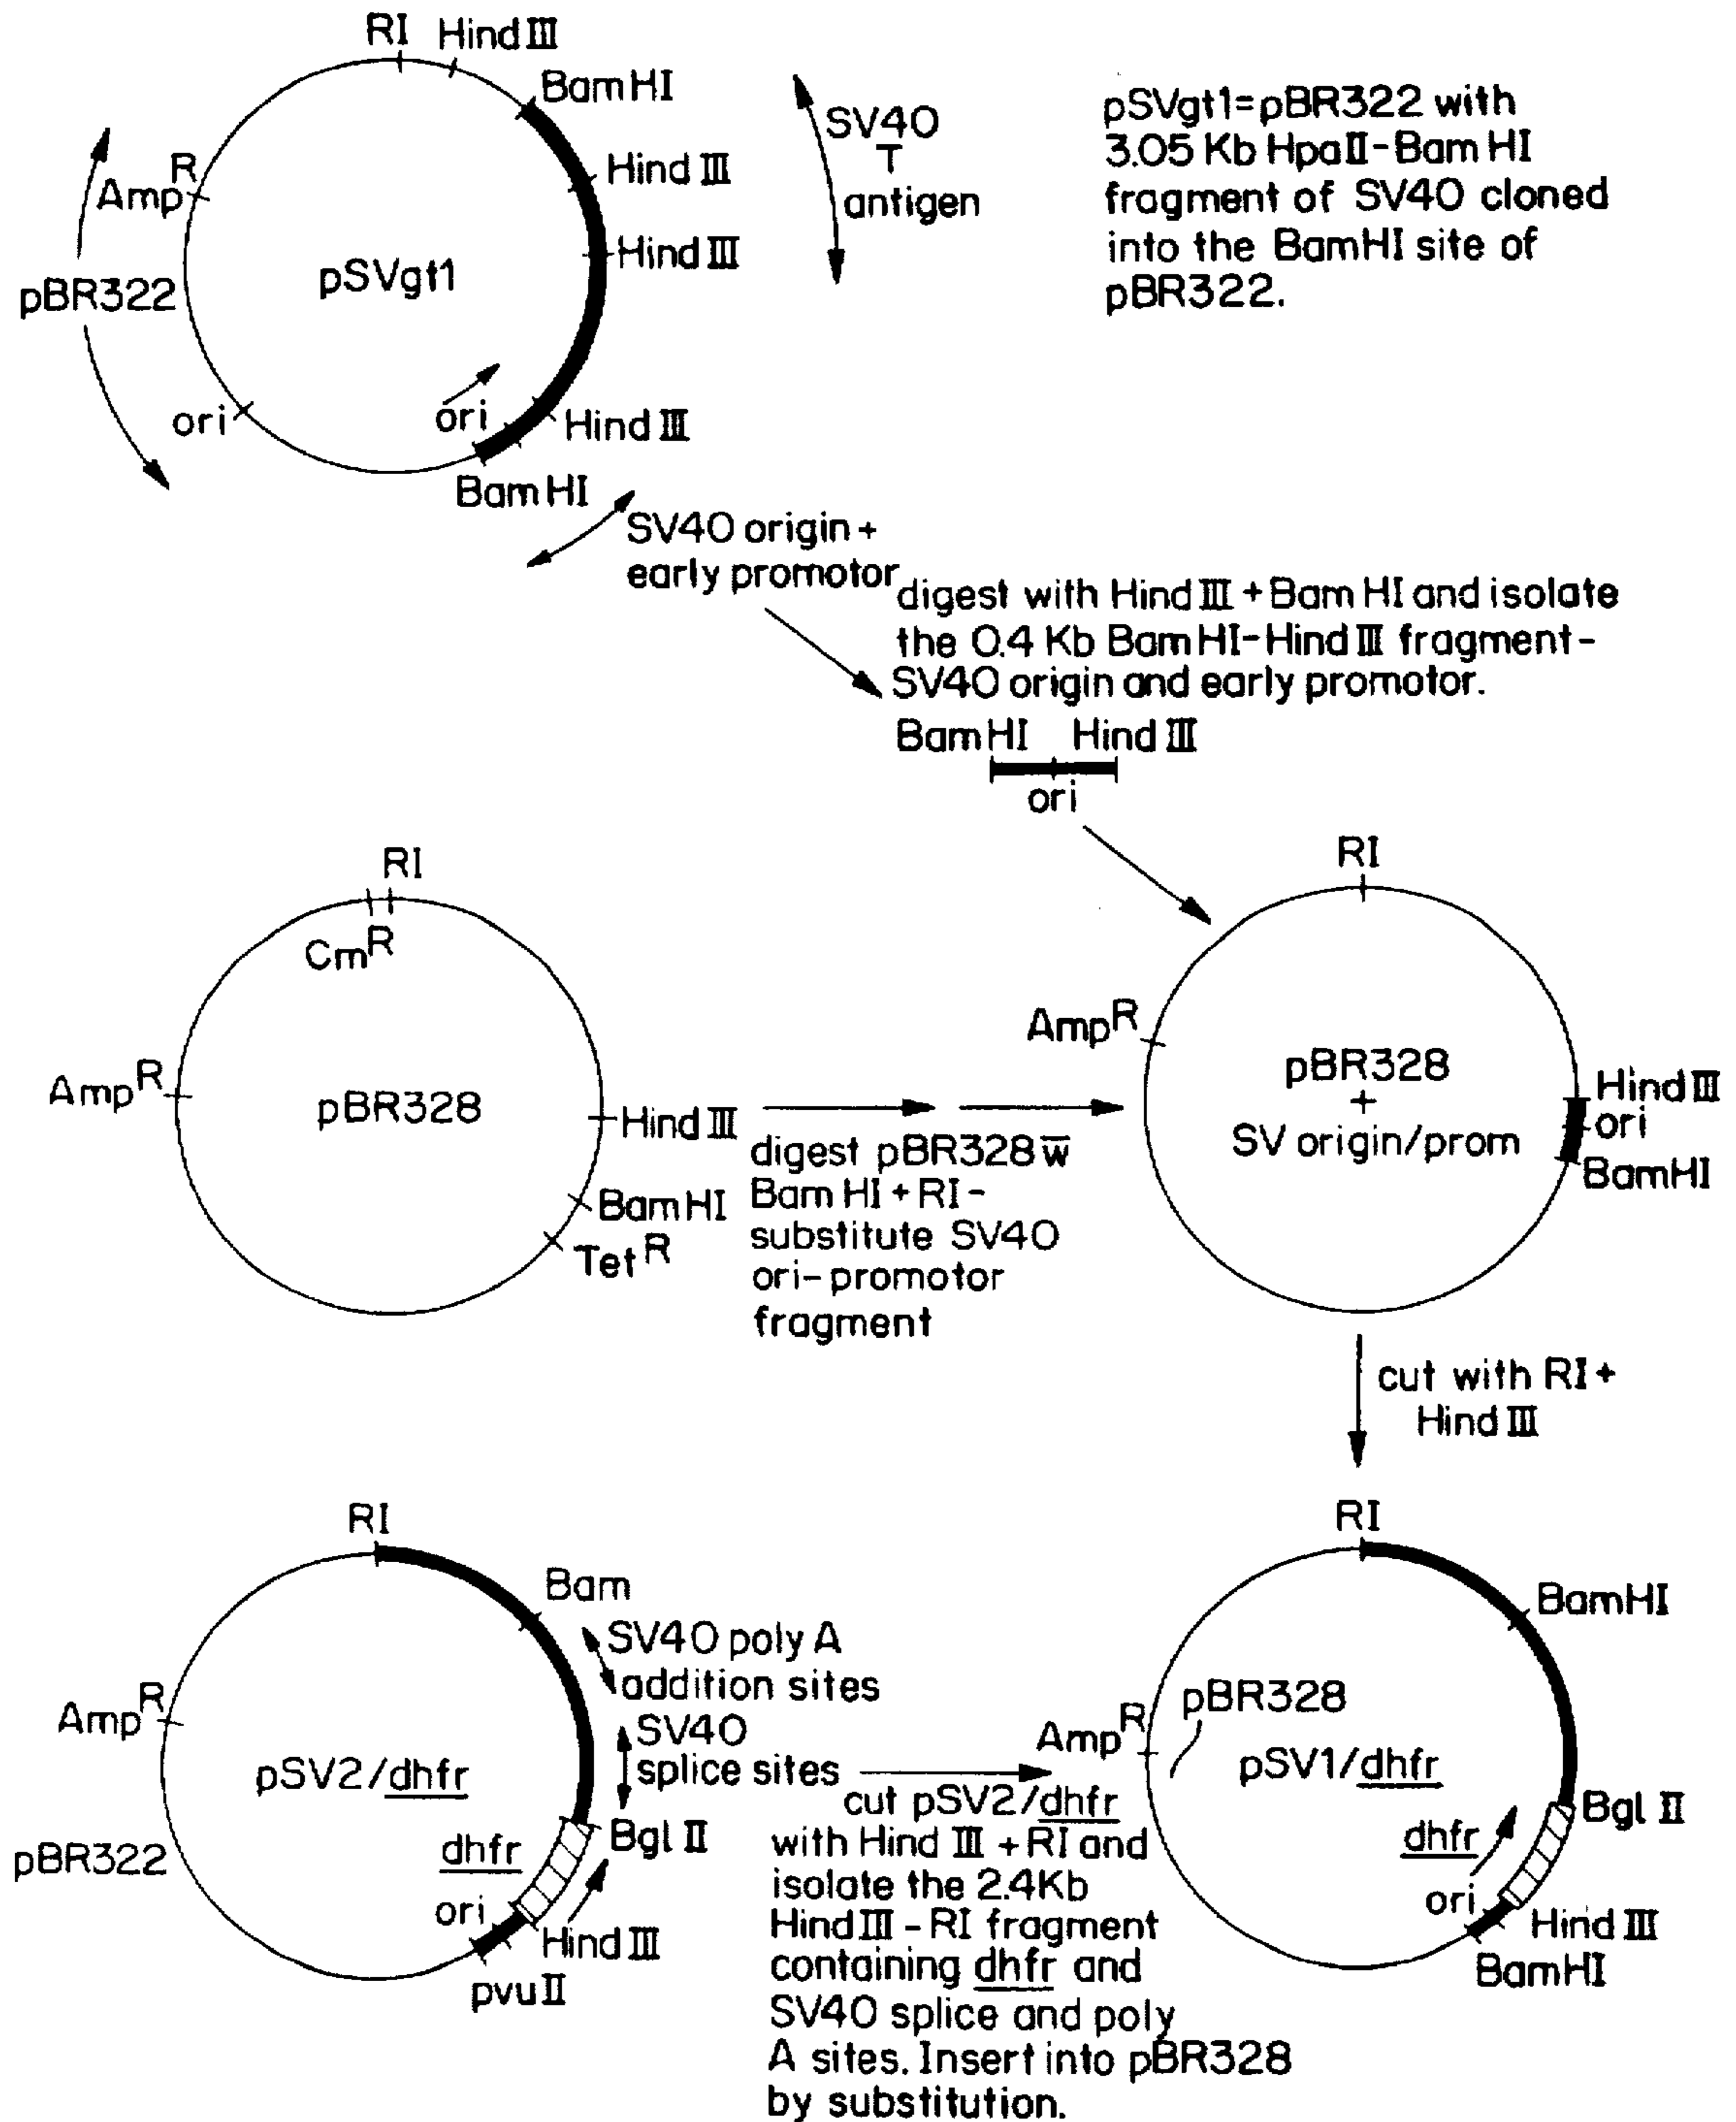 RI
Hind III
Bam HI
Amp R
pBR322
pSVgt1
Hind III
Hind III
ori
ori
Hind III
Bam HI
SV40
T
antigen
pSVgt1=pBR322 with
3.05 Kb HpaII-Bam HI
fragment of SV40 cloned
into the BamHI site of
pBR322.
SV40 origin +
early promotor
digest with Hind III + Bam HI and isolate
the 0.4 Kb Bam HI-Hind III fragment-
SV40 origin and early promotor.
BamHI Hind III
ori
RI
Cm R
Amp R
pBR328
Hind III
BamHI
Tet R
digest pBR328 w̅
Bam HI + RI -
substitute SV40
ori-promotor
fragment
RI
Amp R
pBR328
+
SV origin/prom
Hind III
ori
BamHI
cut with RI+
Hind III
RI
Bam
SV40 poly A
addition sites
SV40
splice sites
Amp R
pSV2/dhfr
pBR322
dhfr
Bgl II
ori
Hind III
pvu II
cut pSV2/dhfr
with Hind III + RI and
isolate the 2.4Kb
Hind III - RI fragment
containing dhfr and
SV40 splice and poly
A sites. Insert into pBR328
by substitution.
RI
BamHI
Amp R
pBR328
pSV1/dhfr
Bgl II
dhfr
ori
Hind III
BamHI